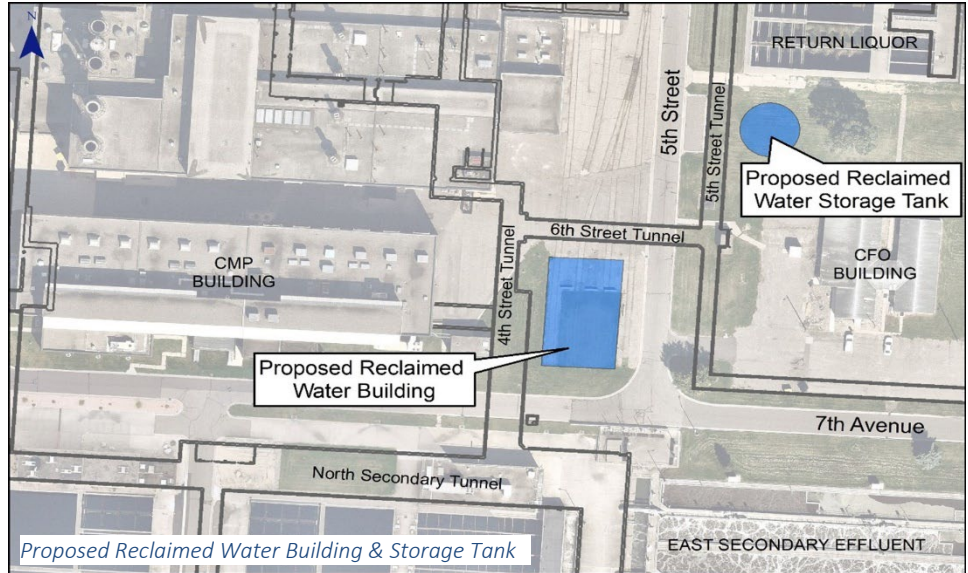 N
RETURN LIQUOR
5th Street
5th Street Tunnel
Proposed Reclaimed
Water Storage Tank
6th Street Tunnel
CMP
BUILDING
4th Street Tunnel
CFO
BUILDING
Proposed Reclaimed
Water Building
7th Avenue
North Secondary Tunnel
Proposed Reclaimed Water Building & Storage Tank
EAST SECONDARY EFFLUENT